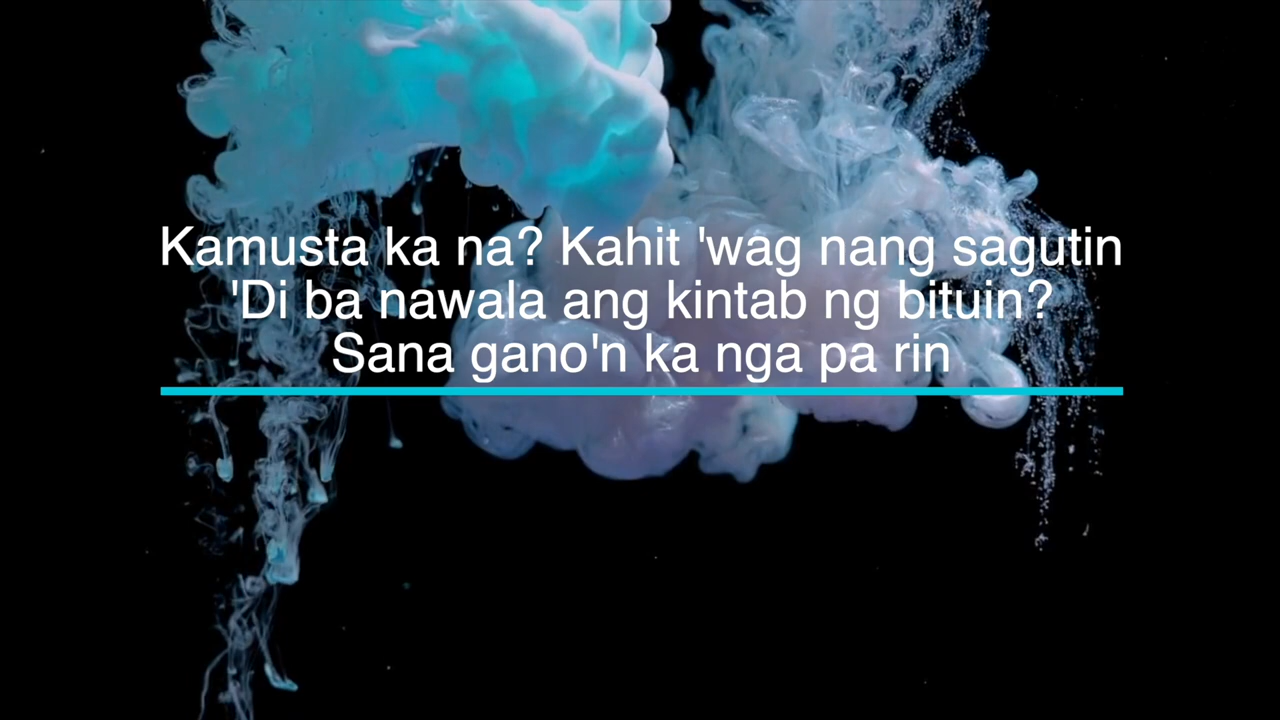 Kamusta ka na? Kahit 'wag nang sagutin
'Di ba nawala ang kintab ng bituin?
Sana gano'n ka nga pa rin